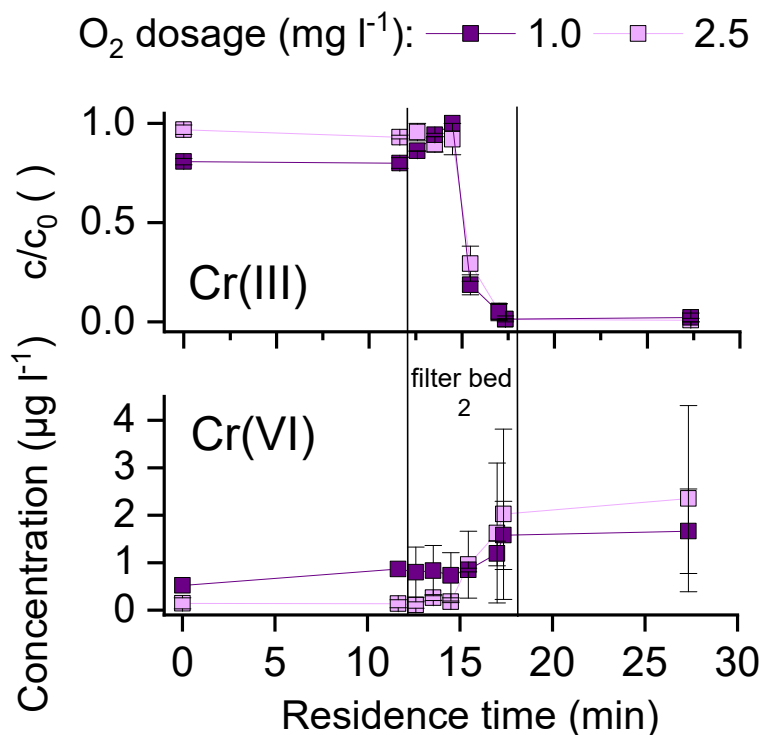 O₂ dosage (mg l⁻¹): 1.0 2.5
c/c₀ ( )
1.0
0.5
0.0
Cr(III)
Concentration (µg l⁻¹)
4
3
2
1
0
Cr(VI)
filter bed
2
0 5 10 15 20 25 30
Residence time (min)